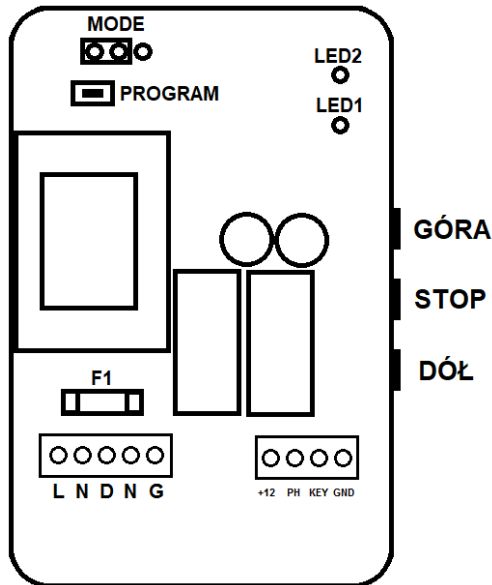 MODE
LED2
PROGRAM
LED1
GÓRA
STOP
DÓŁ
F1
L N D N G
+12 PH KEY GND